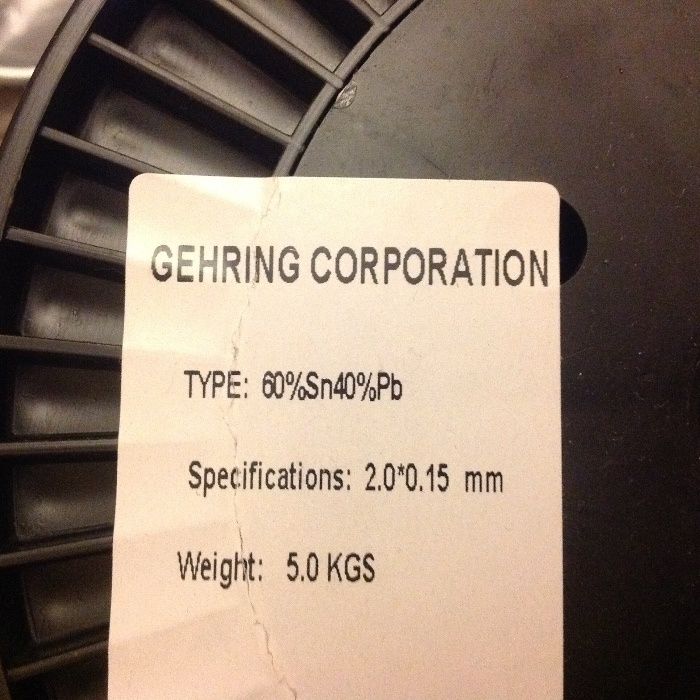 GEHRING CORPORATION
TYPE: 60%Sn40%Pb
Specifications: 2.0*0.15 mm
Weight: 5.0 KGS